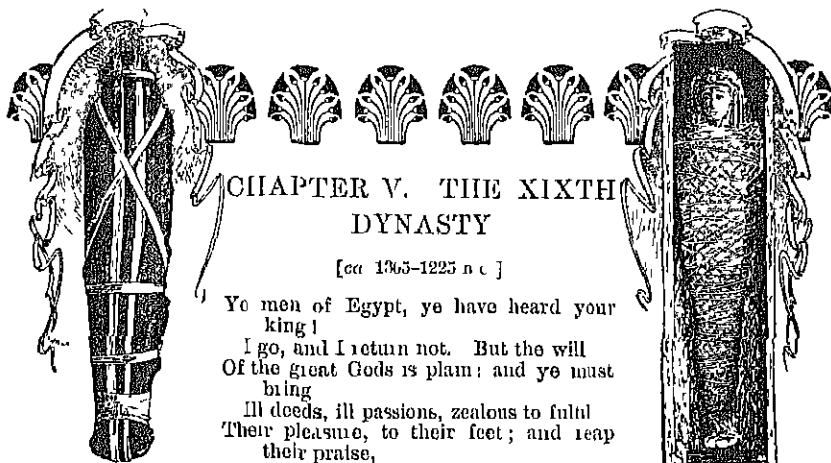 CHAPTER V. THE XIXTH
DYNASTY
[ca 1365-1225 B C ]
Ye men of Egypt, ye have heard your
king!
I go, and I return not. But the will
Of the great Gods is plain: and ye must
bring
Ill deeds, ill passions, zealous to fulfil
Their pleasure, to their feet; and reap
their praise,